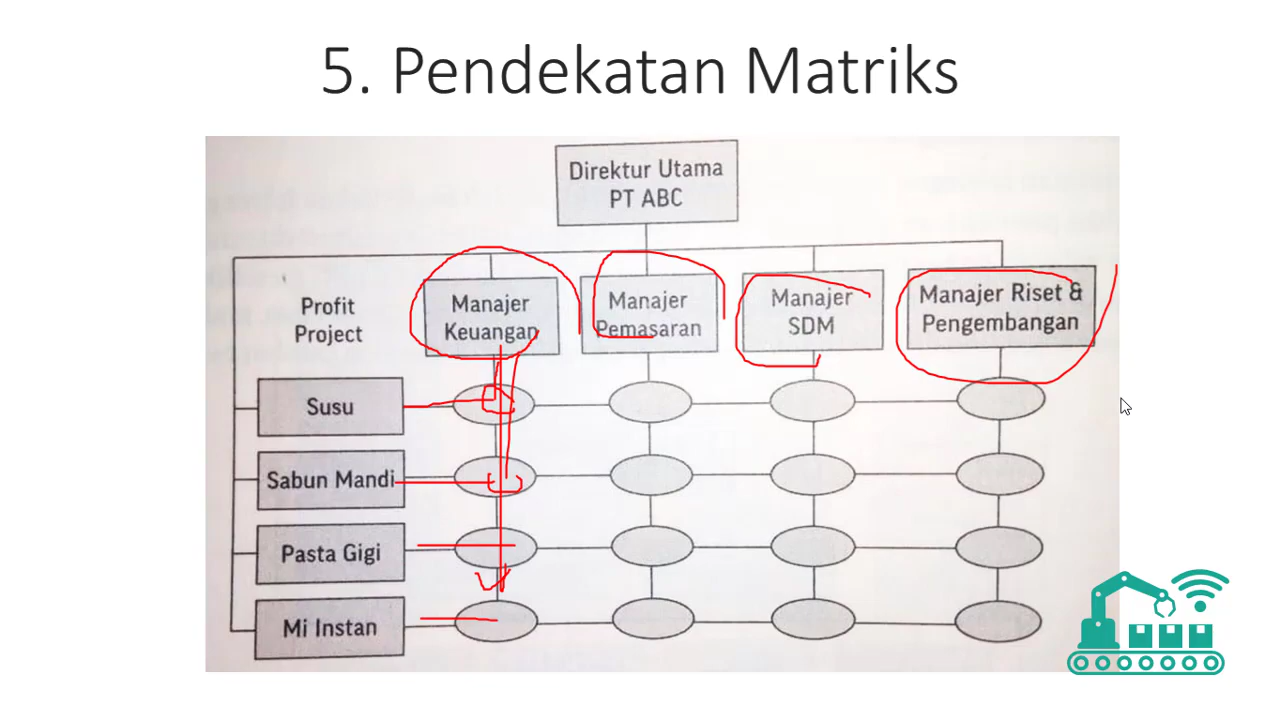 5. Pendekatan Matriks
Direktur Utama
PT ABC
Profit
Project
Manajer
Keuangan
Manajer
Pemasaran
Manajer
SDM
Manajer Riset &
Pengembangan
Susu
Sabun Mandi
Pasta Gigi
Mi Instan